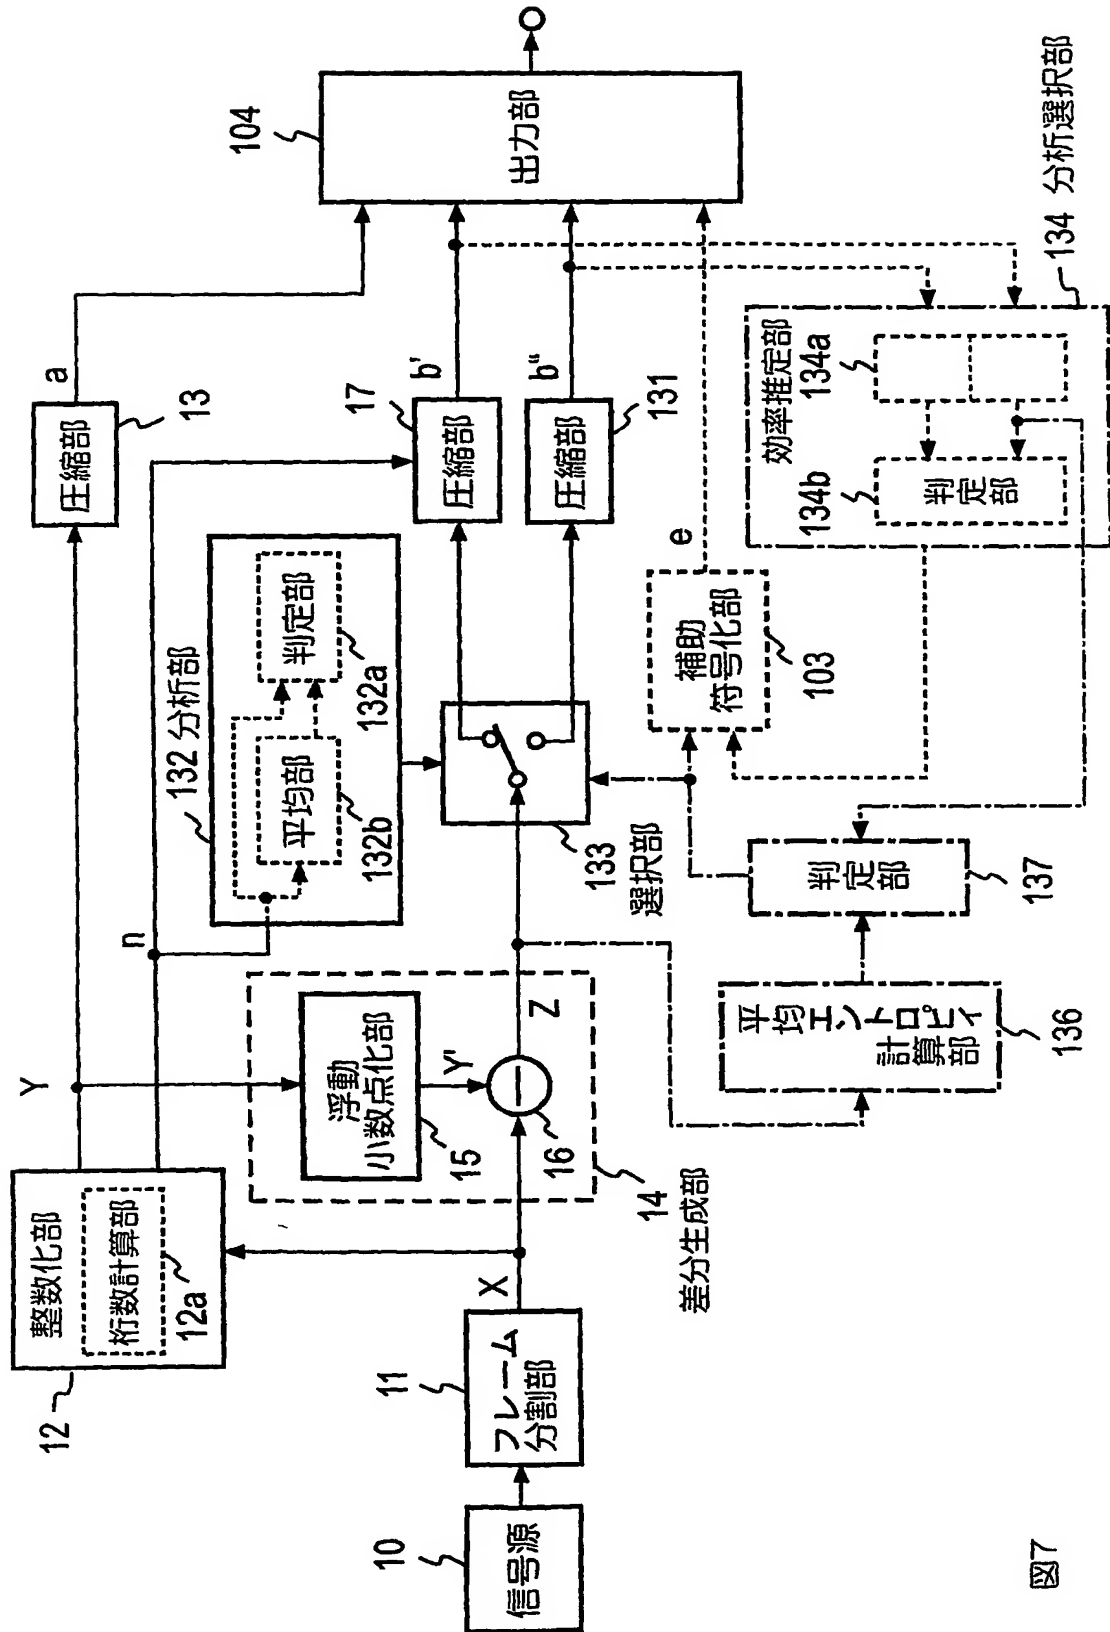 信号源
10
フレーム
分割部
11
X
整数化部
桁数計算部
12a
12
Y
n
浮動
小数点化部
15
Y'
16
Z
14
差分生成部
132 分析部
平均部
132b
判定部
132a
133
選択部
圧縮部
13
a
圧縮部
17
b'
圧縮部
131
b"
補助
符号化部
103
e
平均エントロピィ
計算部
136
判定部
137
効率推定部
134a
134b
判定部
134 分析選択部
出力部
104
図7